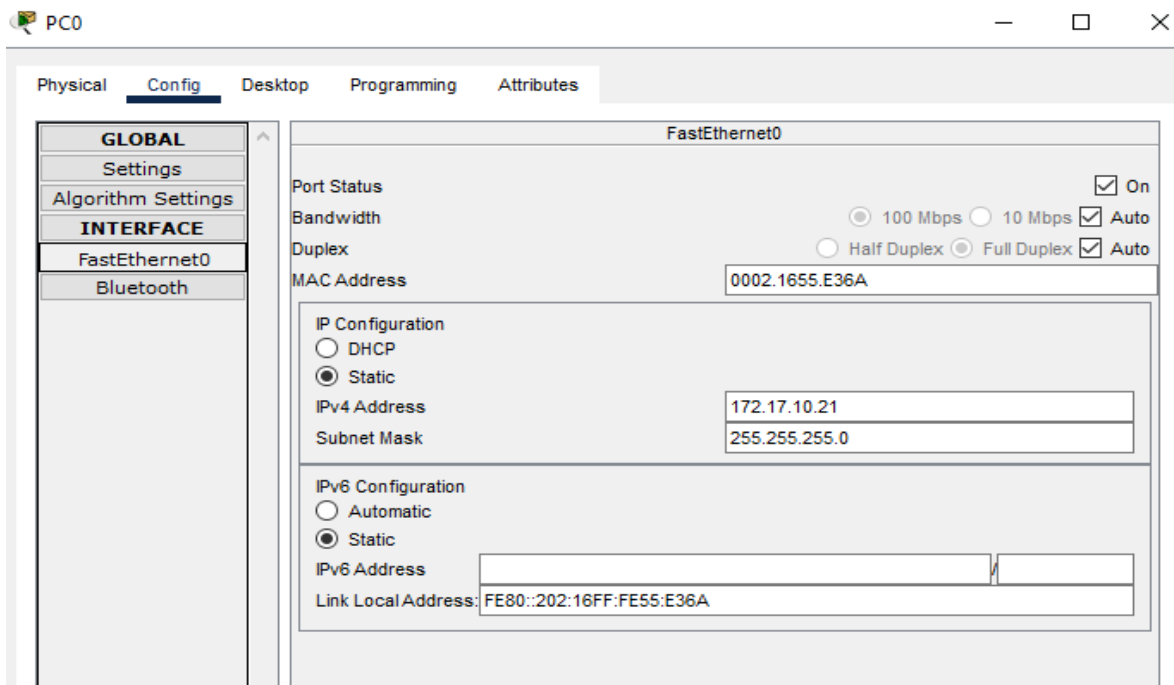 PC0
Physical Config Desktop Programming Attributes
GLOBAL
Settings
Algorithm Settings
INTERFACE
FastEthernet0
Bluetooth
FastEthernet0
Port Status On
Bandwidth 100 Mbps 10 Mbps Auto
Duplex Half Duplex Full Duplex Auto
MAC Address 0002.1655.E36A
IP Configuration
DHCP
Static
IPv4 Address 172.17.10.21
Subnet Mask 255.255.255.0
IPv6 Configuration
Automatic
Static
IPv6 Address /
Link Local Address: FE80::202:16FF:FE55:E36A